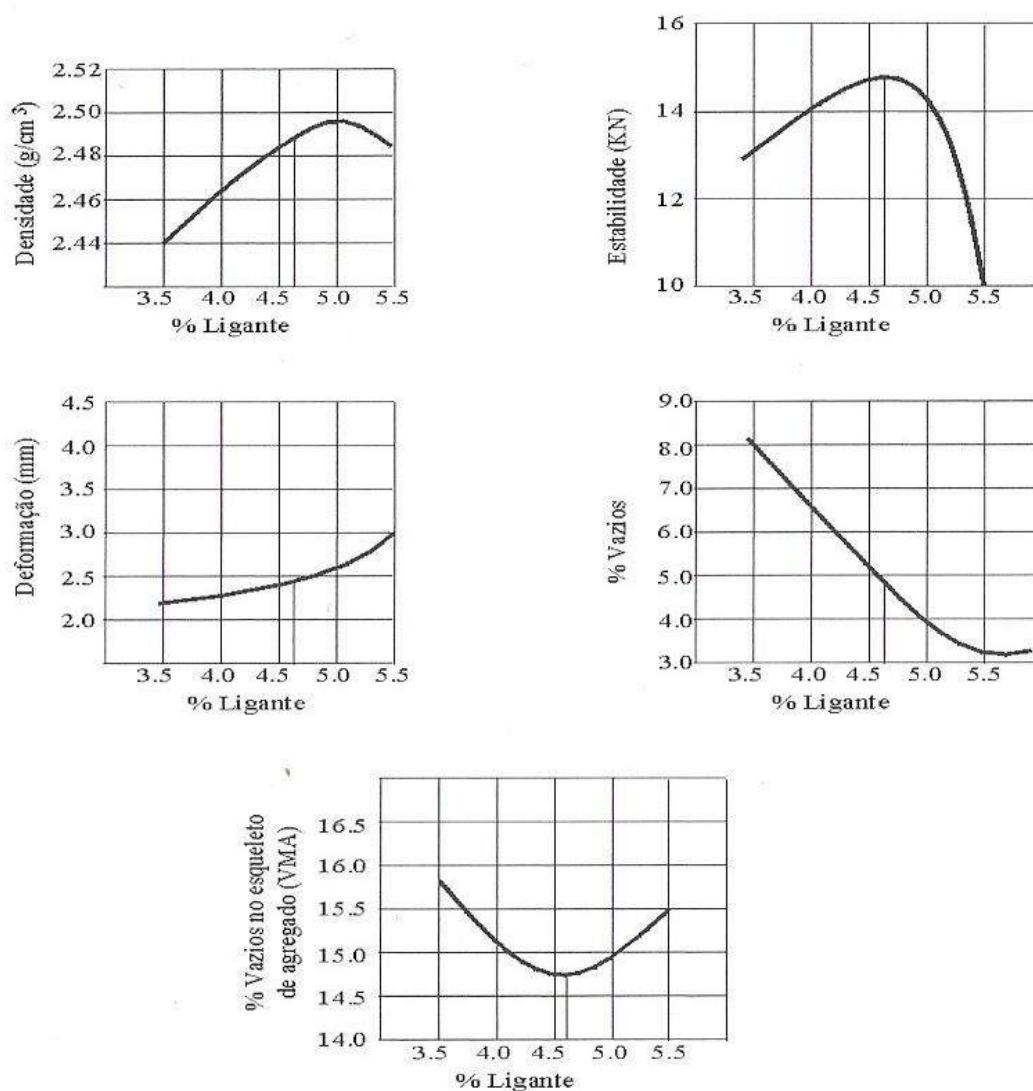 Densidade (g/cm³)
2.52
2.50
2.48
2.46
2.44
3.5 4.0 4.5 5.0 5.5
% Ligante
Estabilidade (KN)
16
14
12
10
3.5 4.0 4.5 5.0 5.5
% Ligante
Deformação (mm)
4.5
4.0
3.5
3.0
2.5
2.0
3.5 4.0 4.5 5.0 5.5
% Ligante
% Vazios
9.0
8.0
7.0
6.0
5.0
4.0
3.0
3.5 4.0 4.5 5.0 5.5
% Ligante
% Vazios no esqueleto
de agregado (VMA)
16.5
16.0
15.5
15.0
14.5
14.0
3.5 4.0 4.5 5.0 5.5
% Ligante